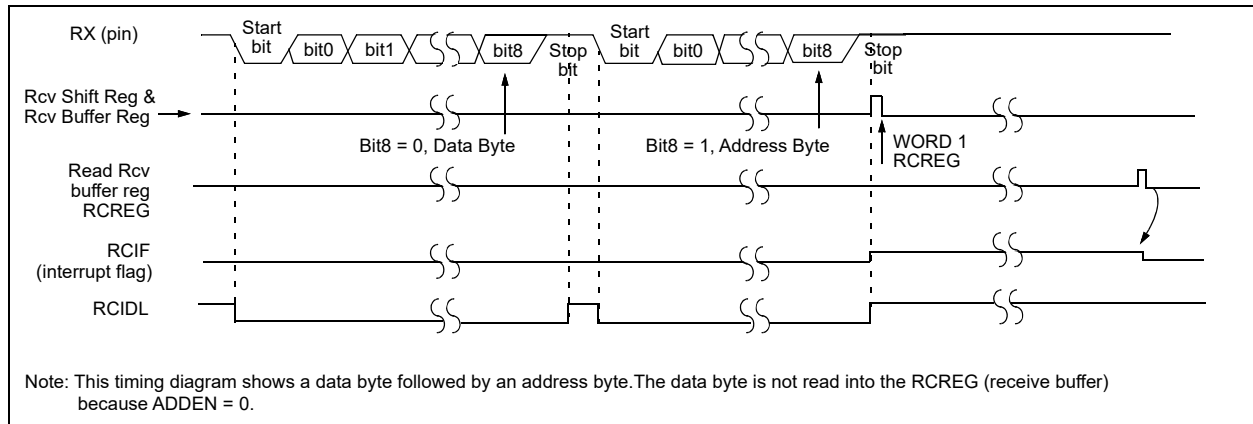 RX (pin)
Start
bit
bit0
bit1
bit8
Stop
bit
Start
bit
bit0
bit8
Stop
bit
Rcv Shift Reg &
Rcv Buffer Reg
Bit8 = 0, Data Byte
Bit8 = 1, Address Byte
WORD 1
RCREG
Read Rcv
buffer reg
RCREG
RCIF
(interrupt flag)
RCIDL
Note: This timing diagram shows a data byte followed by an address byte.The data byte is not read into the RCREG (receive buffer)
because ADDEN = 0.